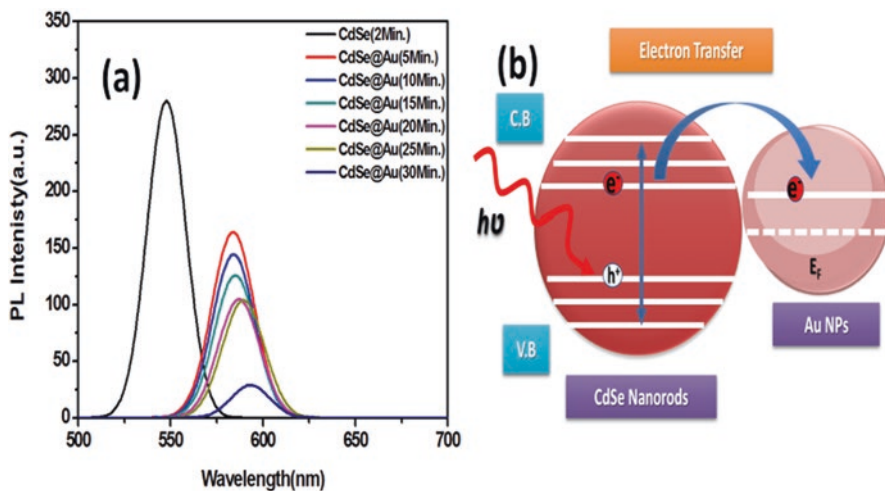 350
300
250
200
150
100
50
0
PL Intenisty(a.u.)
(a)
CdSe(2Min.)
CdSe@Au(5Min.)
CdSe@Au(10Min.)
CdSe@Au(15Min.)
CdSe@Au(20Min.)
CdSe@Au(25Min.)
CdSe@Au(30Min.)
500 550 600 650 700
Wavelength(nm)
(b)
Electron Transfer
C.B
e-
e-
hυ
h+
EF
V.B
Au NPs
CdSe Nanorods